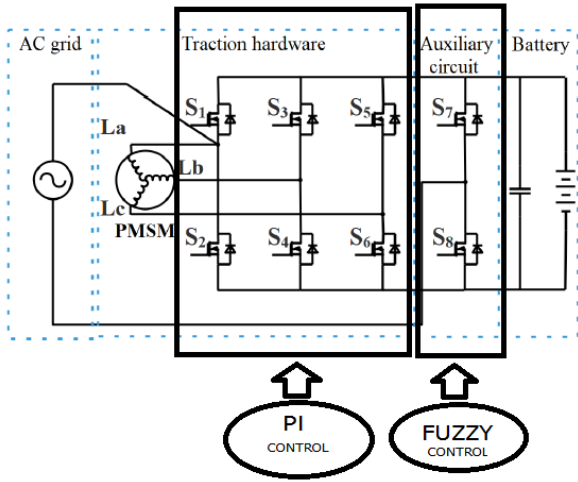 AC grid
Traction hardware
Auxiliary
circuit
Battery
S1
S3
S5
S7
La
Lb
Lc
PMSM
S2
S4
S6
S8
PI
CONTROL
FUZZY
CONTROL